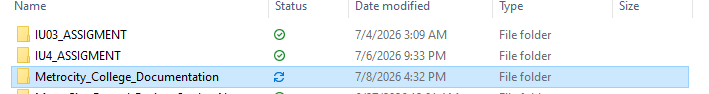 Name Status Date modified Type Size
IU03_ASSIGMENT 7/4/2026 3:09 AM File folder
IU4_ASSIGMENT 7/6/2026 9:33 PM File folder
Metrocity_College_Documentation 7/8/2026 4:32 PM File folder